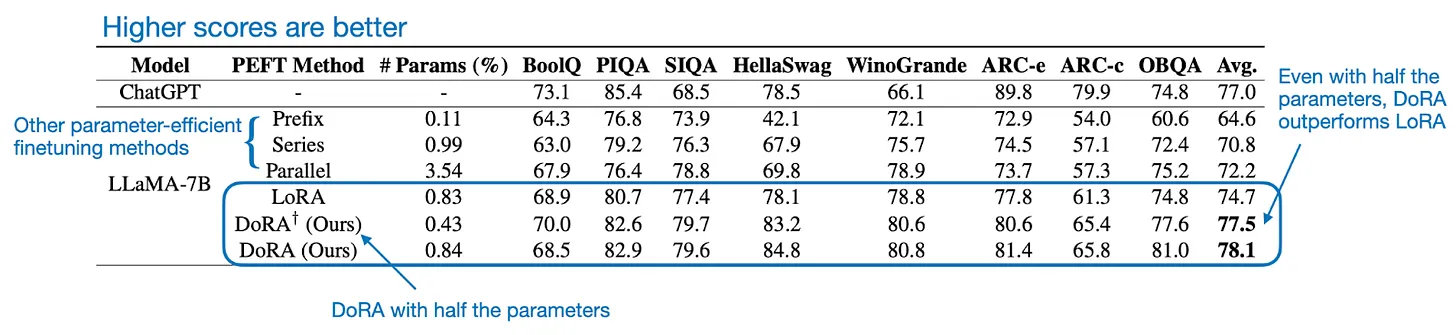 Higher scores are better
Model PEFT Method # Params (%) BoolQ PIQA SIQA HellaSwag WinoGrande ARC-e ARC-c OBQA Avg.
ChatGPT - - 73.1 85.4 68.5 78.5 66.1 89.8 79.9 74.8 77.0
Even with half the
parameters, DoRA
outperforms LoRA
Other parameter-efficient
finetuning methods
LLaMA-7B
Prefix 0.11 64.3 76.8 73.9 42.1 72.1 72.9 54.0 60.6 64.6
Series 0.99 63.0 79.2 76.3 67.9 75.7 74.5 57.1 72.4 70.8
Parallel 3.54 67.9 76.4 78.8 69.8 78.9 73.7 57.3 75.2 72.2
LoRA 0.83 68.9 80.7 77.4 78.1 78.8 77.8 61.3 74.8 74.7
DoRA† (Ours) 0.43 70.0 82.6 79.7 83.2 80.6 80.6 65.4 77.6 77.5
DoRA (Ours) 0.84 68.5 82.9 79.6 84.8 80.8 81.4 65.8 81.0 78.1
DoRA with half the parameters